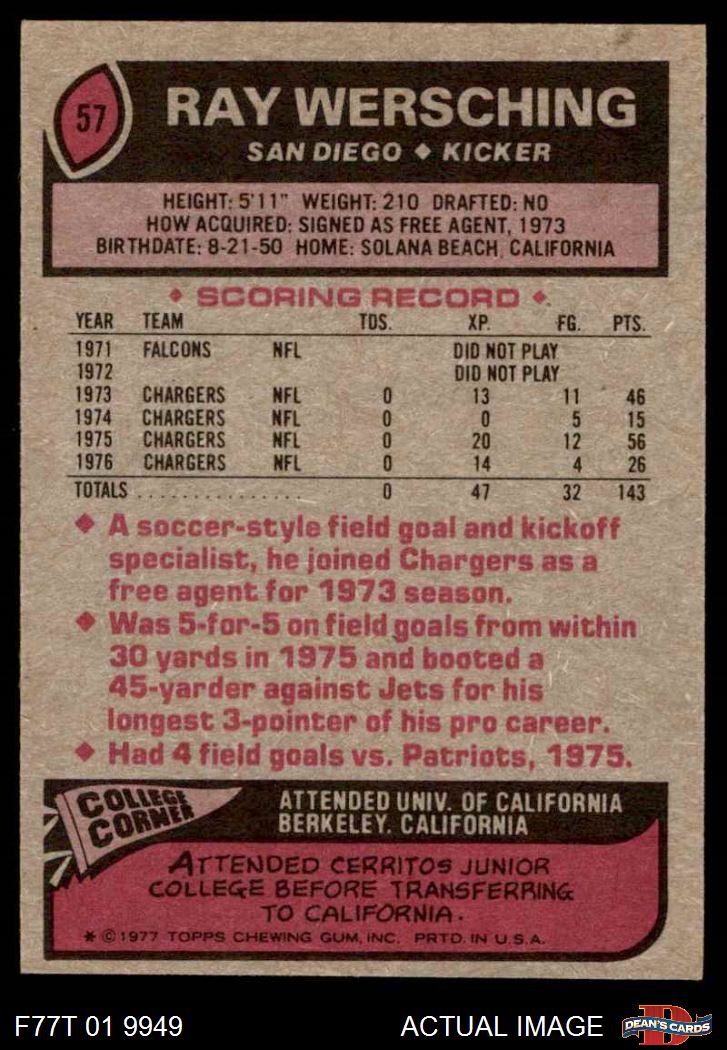 57
RAY WERSCHING
SAN DIEGO ◆ KICKER
HEIGHT: 5'11" WEIGHT: 210 DRAFTED: NO
HOW ACQUIRED: SIGNED AS FREE AGENT, 1973
BIRTHDATE: 8-21-50 HOME: SOLANA BEACH, CALIFORNIA
◆ SCORING RECORD ◆
YEAR TEAM TDS. XP. FG. PTS.
1971 FALCONS NFL DID NOT PLAY
1972 DID NOT PLAY
1973 CHARGERS NFL 0 13 11 46
1974 CHARGERS NFL 0 0 5 15
1975 CHARGERS NFL 0 20 12 56
1976 CHARGERS NFL 0 14 4 26
TOTALS ................ 0 47 32 143
◆ A soccer-style field goal and kickoff
specialist, he joined Chargers as a
free agent for 1973 season.
◆ Was 5-for-5 on field goals from within
30 yards in 1975 and booted a
45-yarder against Jets for his
longest 3-pointer of his pro career.
◆ Had 4 field goals vs. Patriots, 1975.
COLLEGE
CORNER
ATTENDED UNIV. OF CALIFORNIA
BERKELEY, CALIFORNIA
ATTENDED CERRITOS JUNIOR
COLLEGE BEFORE TRANSFERRING
TO CALIFORNIA.
* © 1977 TOPPS CHEWING GUM, INC. PRTD. IN U.S.A.
F77T 01 9949 ACTUAL IMAGE
D
DEAN'S CARDS